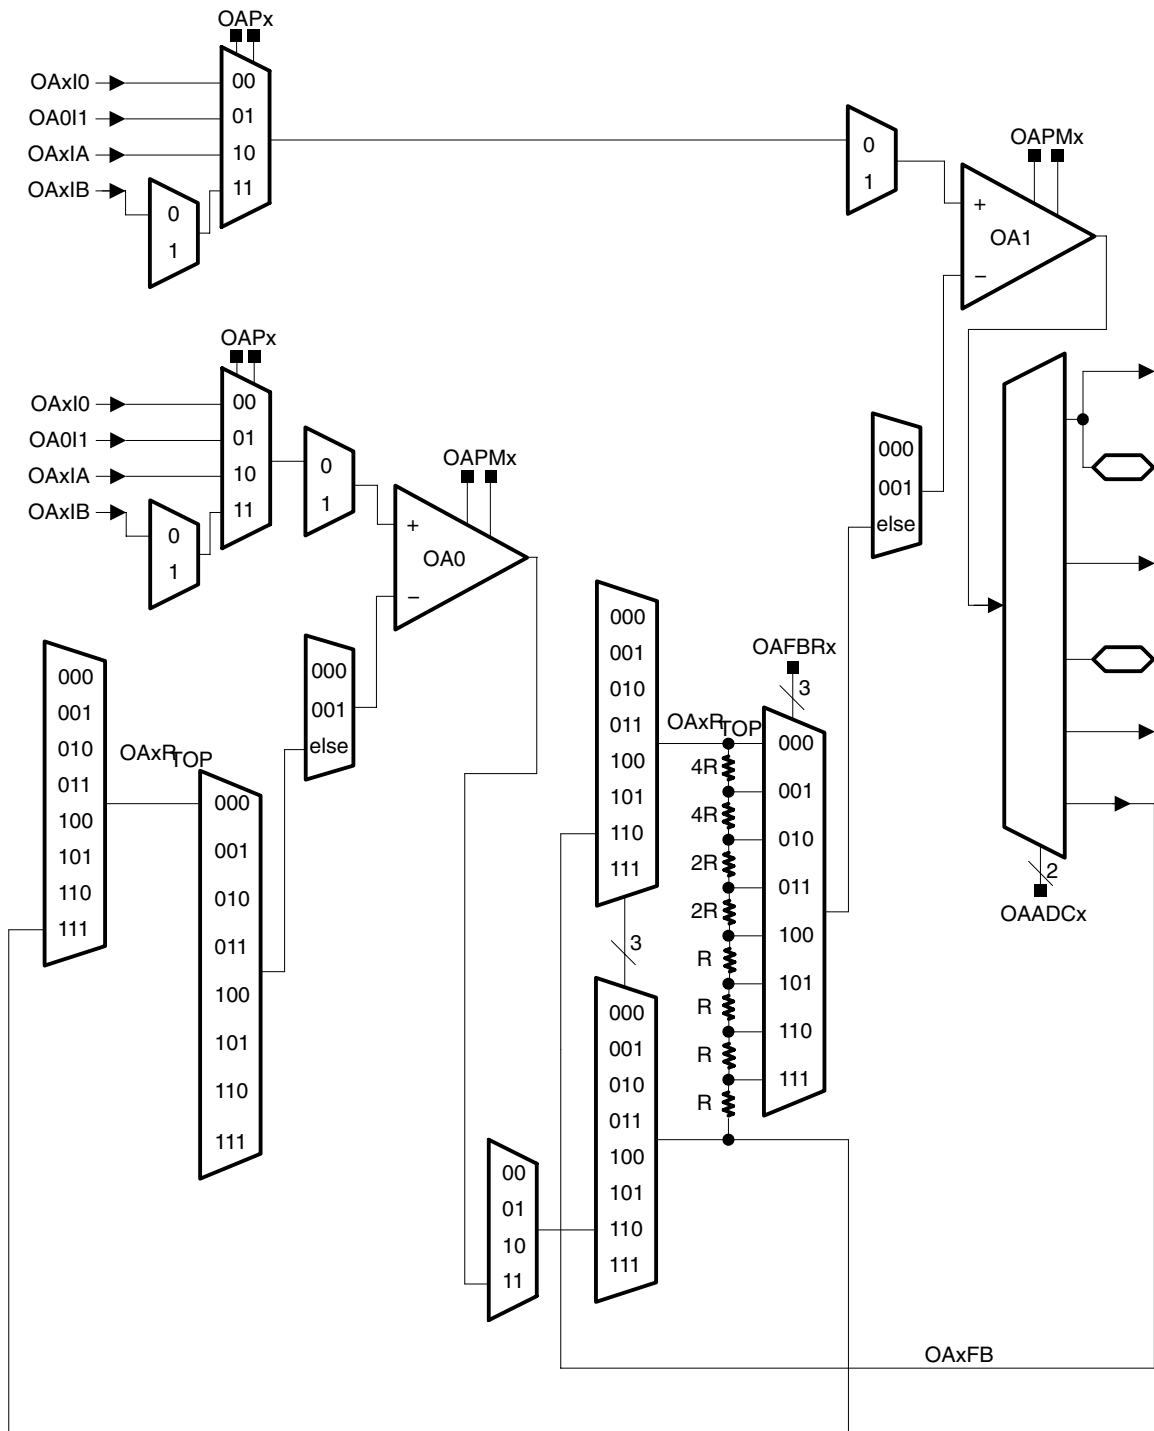 OAPx
OAxI0
OA0I1
OAxIA
OAxIB
00
01
10
11
0
1
0
1
OAPMx
+
OA1
−
OAPx
OAxI0
OA0I1
OAxIA
OAxIB
00
01
10
11
0
1
0
1
OAPMx
+
OA0
−
000
001
else
000
001
else
000
001
010
011
100
101
110
111
OAxRTOP
000
001
010
011
100
101
110
111
000
001
010
011
100
101
110
111
3
OAxRTOP
4R
4R
2R
2R
R
R
R
R
OAFBRx
3
000
001
010
011
100
101
110
111
2
OAADCx
000
001
010
011
100
101
110
111
00
01
10
11
OAxFB